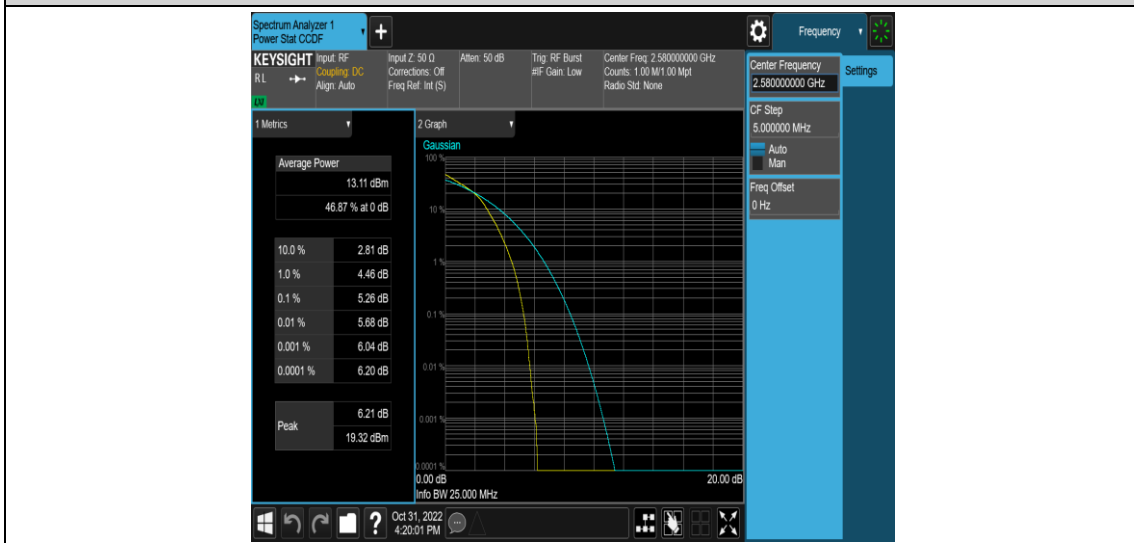 Spectrum Analyzer 1
Power Stat CCDF
+
Frequency
KEYSIGHT
RL
Input: RF
Coupling: DC
Align: Auto
Input Z: 50 Ω
Corrections: Off
Freq Ref: Int (S)
Atten: 50 dB
Trig: RF Burst
#IF Gain: Low
Center Freq: 2.580000000 GHz
Counts: 1.00 M/1.00 Mpt
Radio Std: None
Center Frequency
2.580000000 GHz
Settings
CF Step
5.000000 MHz
Auto
Man
Freq Offset
0 Hz
1 Metrics
Average Power
13.11 dBm
46.87 % at 0 dB
10.0 % 2.81 dB
1.0 % 4.46 dB
0.1 % 5.26 dB
0.01 % 5.68 dB
0.001 % 6.04 dB
0.0001 % 6.20 dB
Peak
6.21 dB
19.32 dBm
2 Graph
Gaussian
100 %
10 %
1 %
0.1 %
0.01 %
0.001 %
0.0001 %
0.00 dB 20.00 dB
Info BW 25.000 MHz
?
Oct 31, 2022
4:20:01 PM